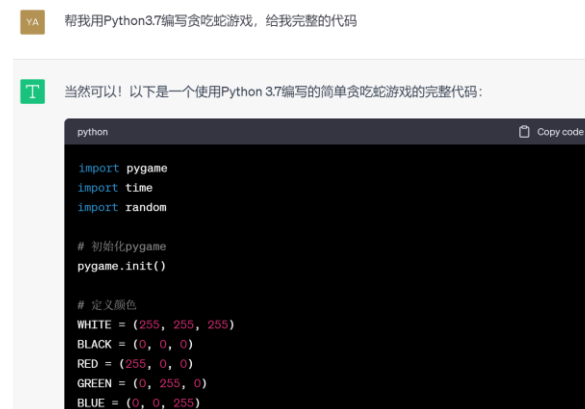 YA
帮我用Python3.7编写贪吃蛇游戏，给我完整的代码
T
当然可以！以下是一个使用Python 3.7编写的简单贪吃蛇游戏的完整代码：
python Copy code
import pygame
import time
import random
# 初始化pygame
pygame.init()
# 定义颜色
WHITE = (255, 255, 255)
BLACK = (0, 0, 0)
RED = (255, 0, 0)
GREEN = (0, 255, 0)
BLUE = (0, 0, 255)